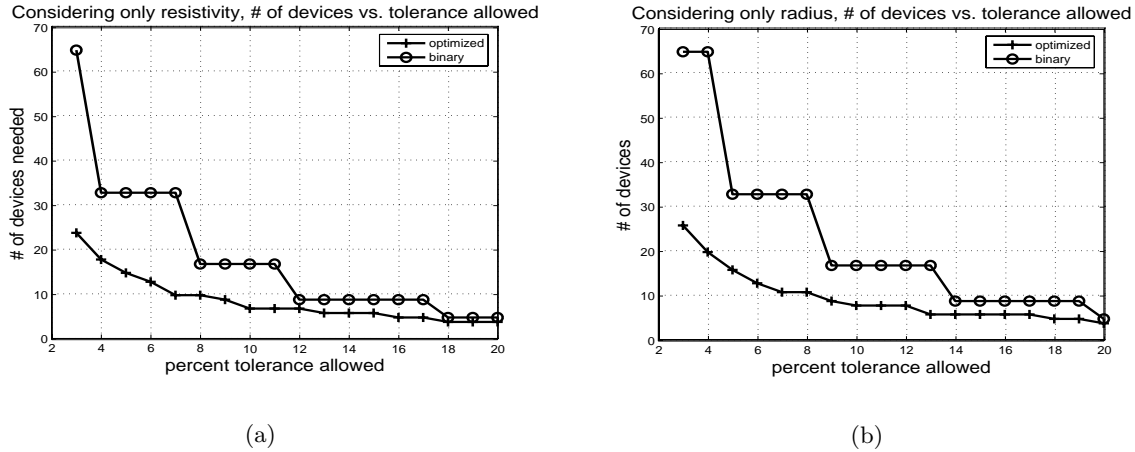 Considering only resistivity, # of devices vs. tolerance allowed
70
60
50
40
30
20
10
0
# of devices needed
optimized
binary
2 4 6 8 10 12 14 16 18 20
percent tolerance allowed
(a)
Considering only radius, # of devices vs. tolerance allowed
70
60
50
40
30
20
10
0
# of devices
optimized
binary
2 4 6 8 10 12 14 16 18 20
percent tolerance allowed
(b)